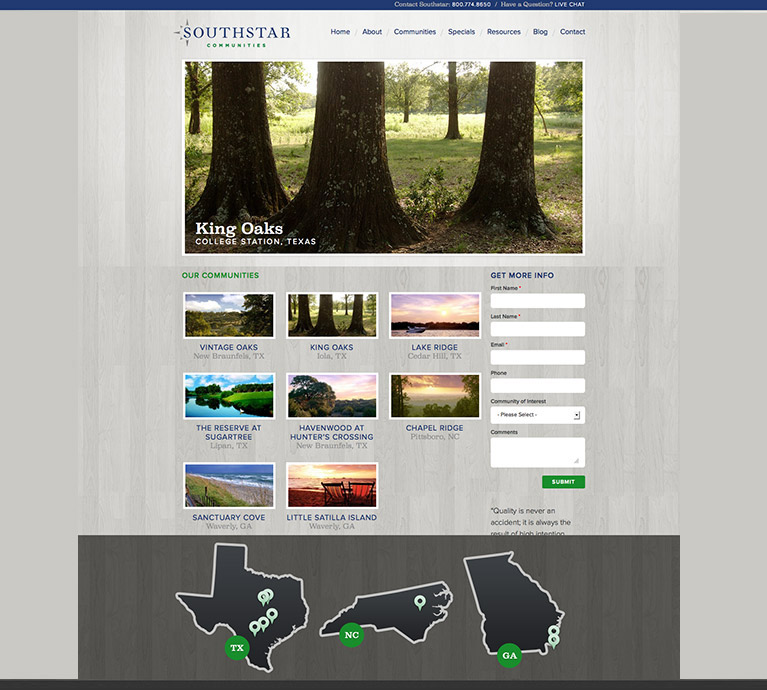 Contact Southstar: 800.774.8650 / Have a Question? LIVE CHAT
SOUTHSTAR
COMMUNITIES
Home / About / Communities / Specials / Resources / Blog / Contact
King Oaks
COLLEGE STATION, TEXAS
OUR COMMUNITIES
VINTAGE OAKS
New Braunfels, TX
KING OAKS
Iola, TX
LAKE RIDGE
Cedar Hill, TX
THE RESERVE AT
SUGARTREE
Lipan, TX
HAVENWOOD AT
HUNTER'S CROSSING
New Braunfels, TX
CHAPEL RIDGE
Pittsboro, NC
SANCTUARY COVE
Waverly, GA
LITTLE SATILLA ISLAND
Waverly, GA
GET MORE INFO
First Name *
Last Name *
Email *
Phone
Community of Interest
- Please Select -
Comments
SUBMIT
"Quality is never an
accident; it is always the
result of high intention
TX
NC
GA